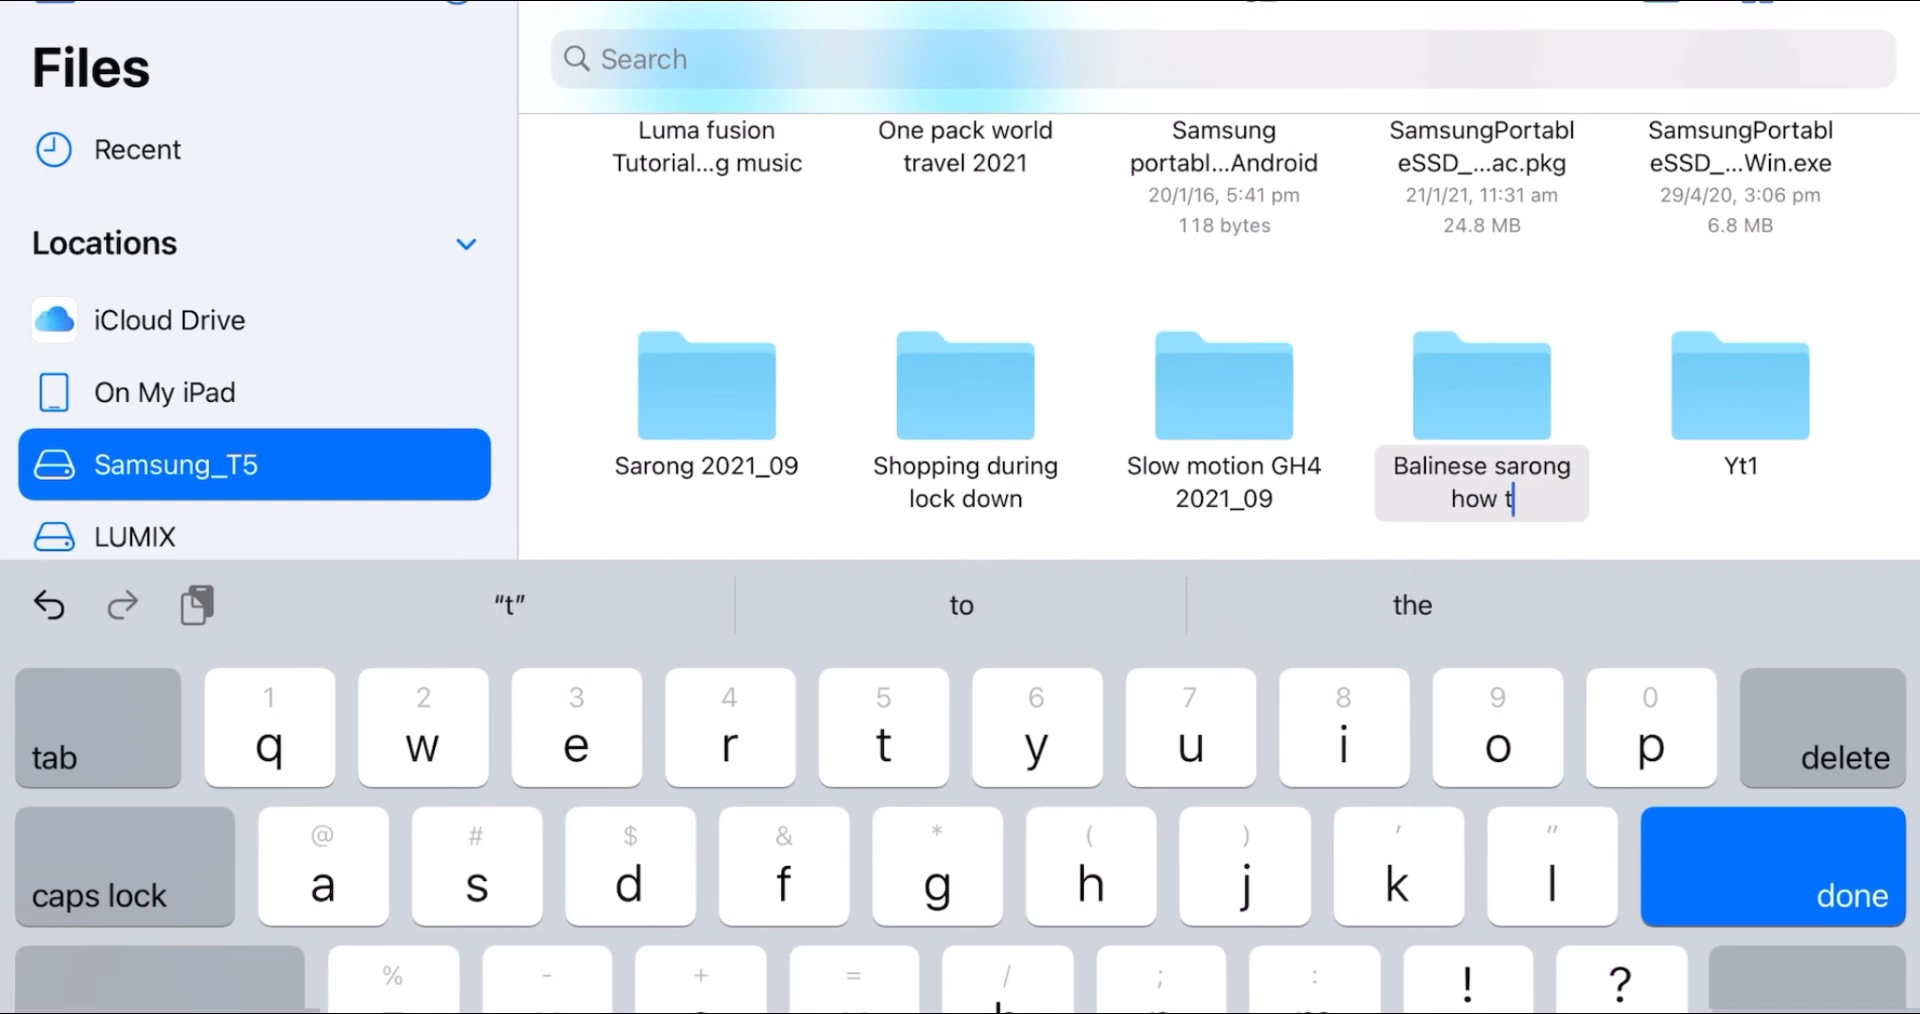 Files
Recent
Locations
iCloud Drive
On My iPad
Samsung_T5
LUMIX
Search
Luma fusion
Tutorial...g music
One pack world
travel 2021
Samsung
portabl...Android
20/1/16, 5:41 pm
118 bytes
SamsungPortabl
eSSD_...ac.pkg
21/1/21, 11:31 am
24.8 MB
SamsungPortabl
eSSD_...Win.exe
29/4/20, 3:06 pm
6.8 MB
Sarong 2021_09
Shopping during
lock down
Slow motion GH4
2021_09
Balinese sarong
how t
Yt1
“t”
to
the
1 2 3 4 5 6 7 8 9 0
tab q w e r t y u i o p delete
@ # $ & * ( ) ' "
caps lock a s d f g h j k l done
% - + = / ; : ! ?